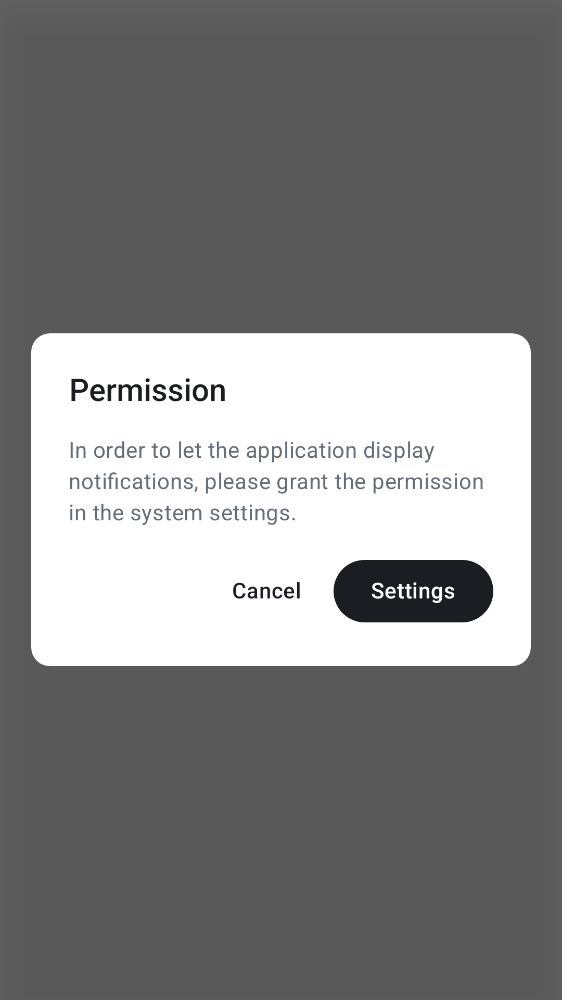 Permission
In order to let the application display
notifications, please grant the permission
in the system settings.
Cancel
Settings